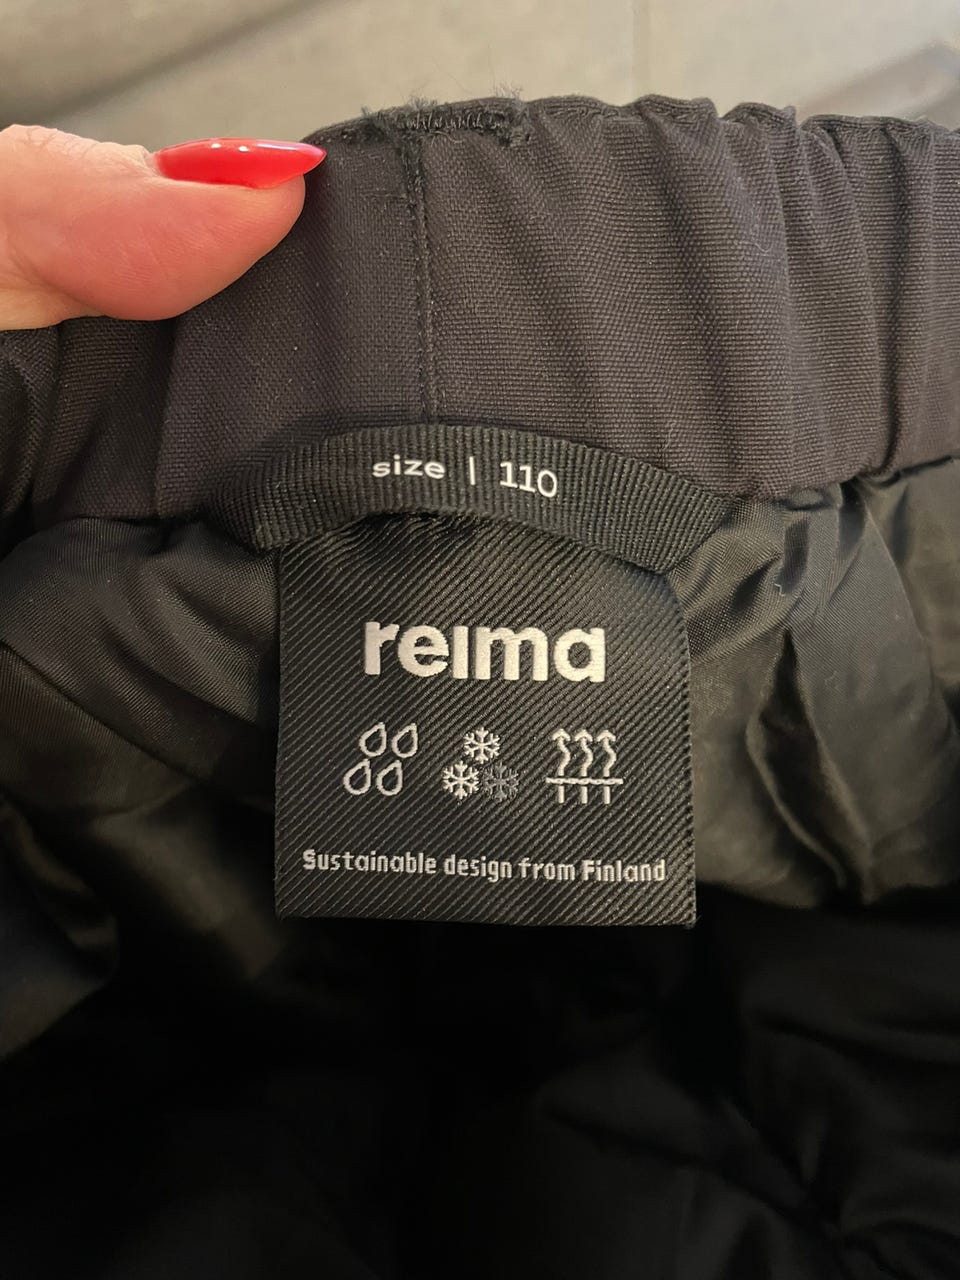 size | 110
reima
Sustainable design from Finland